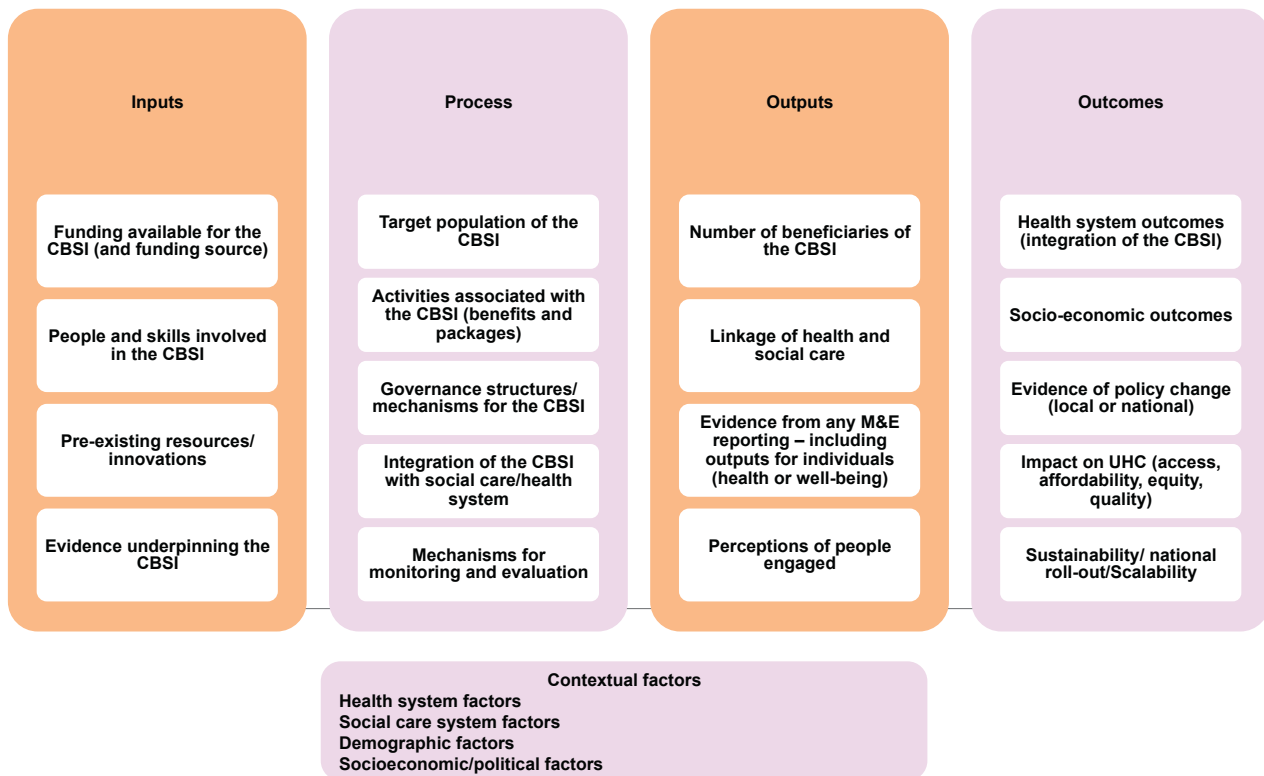 Inputs
Funding available for the
CBSI (and funding source)
People and skills involved
in the CBSI
Pre-existing resources/
innovations
Evidence underpinning the
CBSI
Process
Target population of the
CBSI
Activities associated with
the CBSI (benefits and
packages)
Governance structures/
mechanisms for the CBSI
Integration of the CBSI
with social care/health
system
Mechanisms for
monitoring and evaluation
Outputs
Number of beneficiaries of
the CBSI
Linkage of health and
social care
Evidence from any M&E
reporting – including
outputs for individuals
(health or well-being)
Perceptions of people
engaged
Outcomes
Health system outcomes
(integration of the CBSI)
Socio-economic outcomes
Evidence of policy change
(local or national)
Impact on UHC (access,
affordability, equity,
quality)
Sustainability/ national
roll-out/Scalability
Contextual factors
Health system factors
Social care system factors
Demographic factors
Socioeconomic/political factors